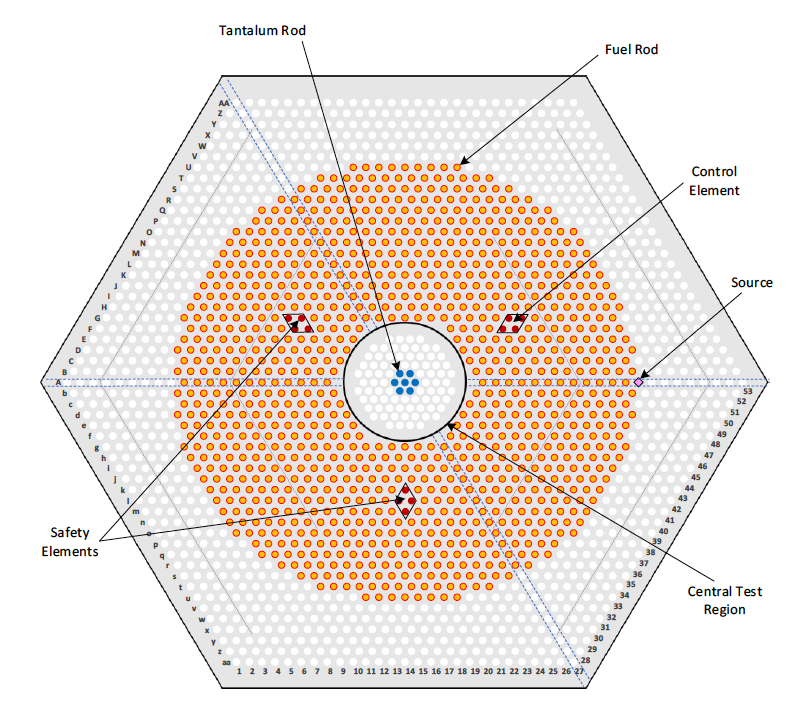 Tantalum Rod
Fuel Rod
Control
Element
Source
AA
Z
Y
X
W
V
U
T
S
R
Q
P
O
N
M
L
K
J
I
H
G
F
E
D
C
B
A
b
c
d
e
f
g
h
i
j
k
l
m
n
o
p
q
r
s
t
u
v
w
x
y
z
aa
53
52
51
50
49
48
47
46
45
44
43
42
41
40
39
38
37
36
35
34
33
32
31
30
29
28
Safety
Elements
Central Test
Region
1 2 3 4 5 6 7 8 9 10 11 12 13 14 15 16 17 18 19 20 21 22 23 24 25 26 27